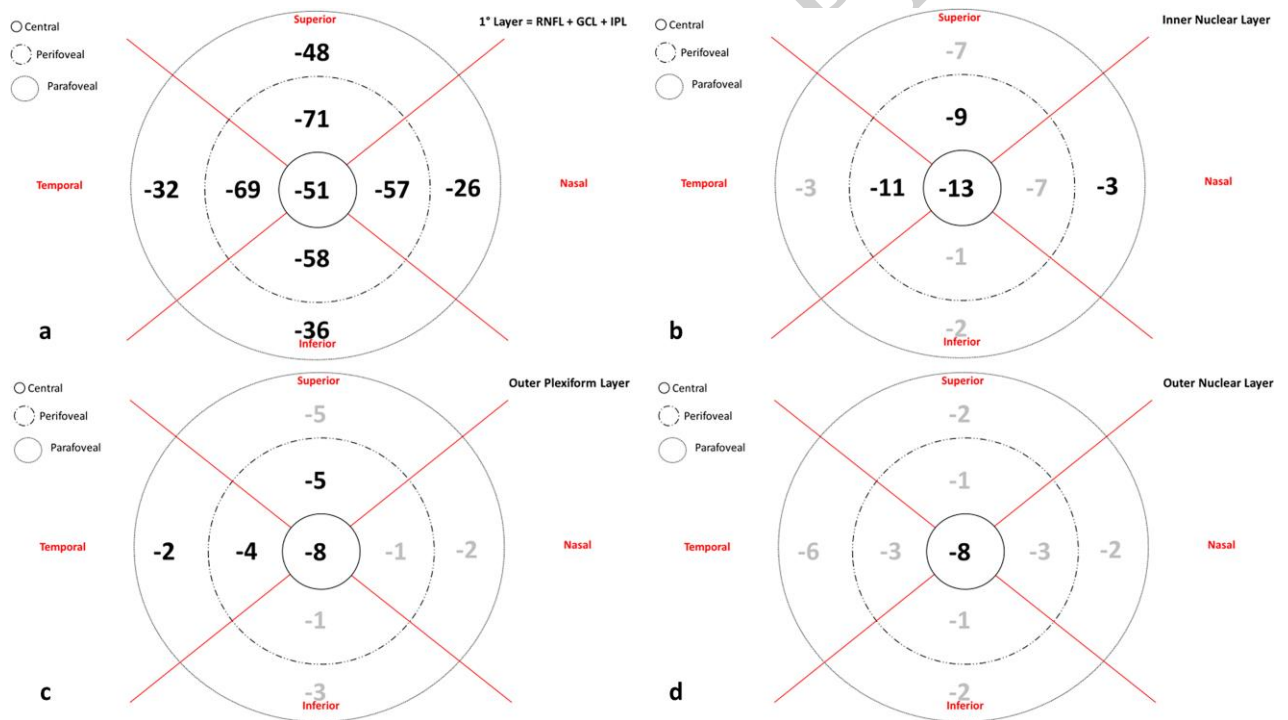 Superior
1° Layer = RNFL + GCL + IPL
Central
Perifoveal
Parafoveal
-48
-71
Temporal
-32
-69
-51
-57
-26
Nasal
-58
-36
Inferior
a
Superior
Inner Nuclear Layer
Central
Perifoveal
Parafoveal
-7
-9
Temporal
-3
-11
-13
-7
-3
Nasal
-1
-2
Inferior
b
Superior
Outer Plexiform Layer
Central
Perifoveal
Parafoveal
-5
-5
Temporal
-2
-4
-8
-1
-2
Nasal
-1
-3
Inferior
c
Superior
Outer Nuclear Layer
Central
Perifoveal
Parafoveal
-2
-1
Temporal
-6
-3
-8
-3
-2
Nasal
-1
-2
Inferior
d